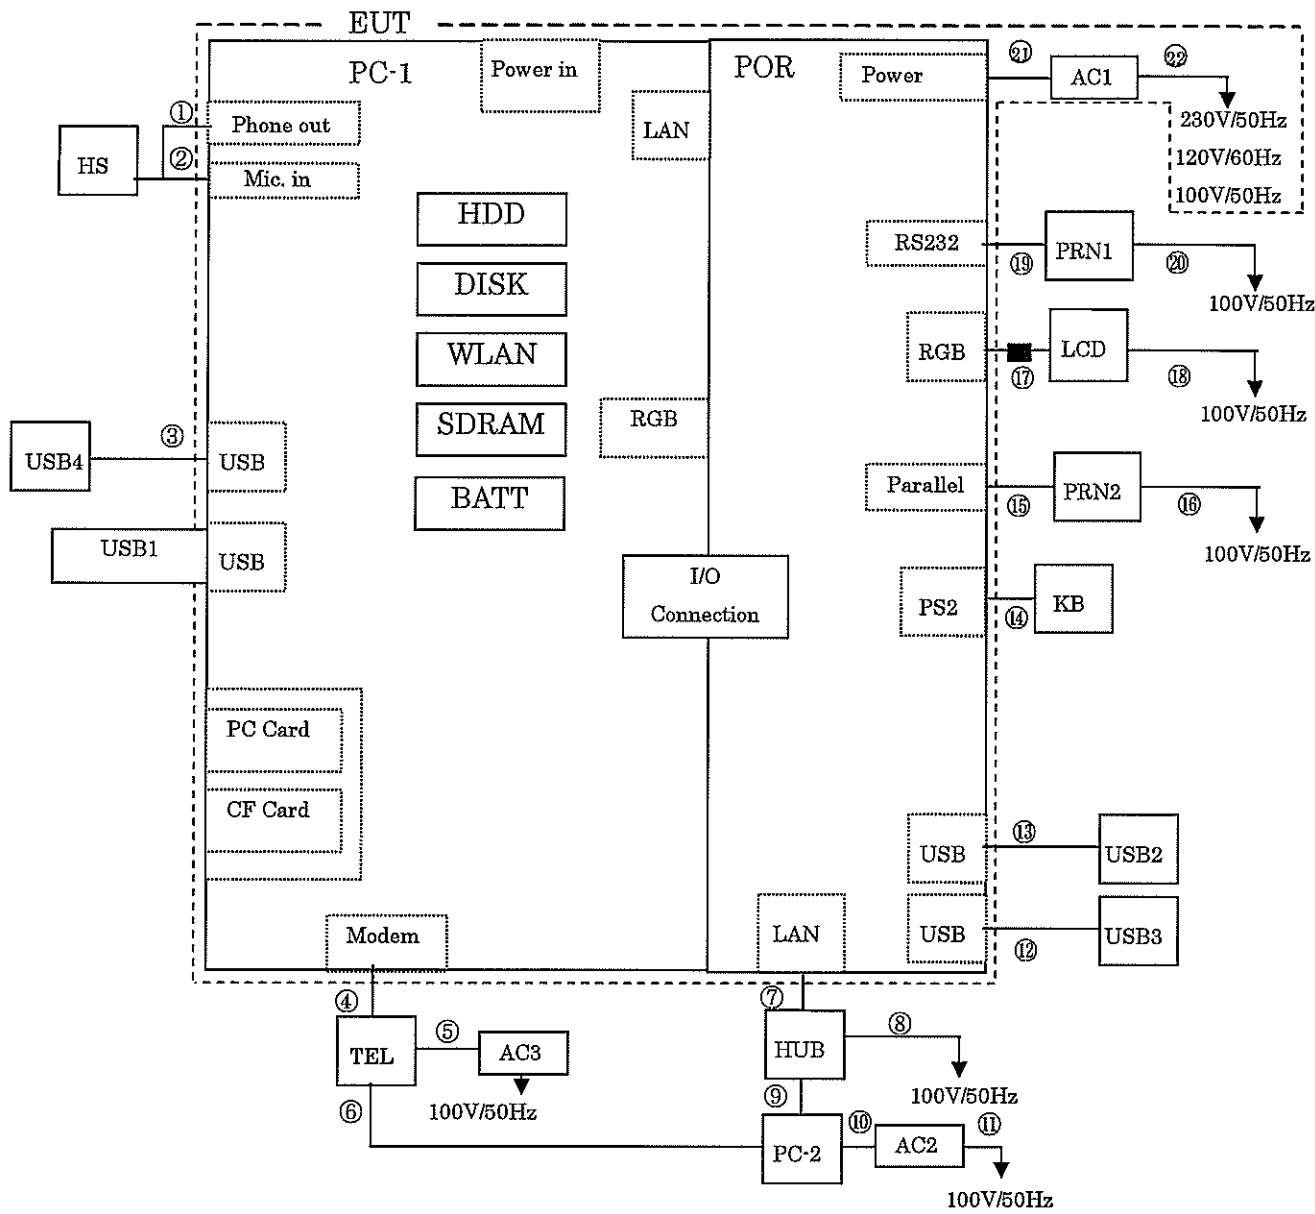 EUT
PC-1
Power in
POR
Power
㉑
AC1
㉒
230V/50Hz
120V/60Hz
100V/50Hz
①
Phone out
HS
②
Mic. in
LAN
HDD
DISK
WLAN
SDRAM
BATT
RS232
⑲
PRN1
⑳
100V/50Hz
RGB
⑰
LCD
⑱
100V/50Hz
RGB
USB4
③
USB
USB1
USB
Parallel
⑮
PRN2
⑯
100V/50Hz
I/O
Connection
PS2
⑭
KB
PC Card
CF Card
USB
⑬
USB2
USB
⑫
USB3
Modem
LAN
④
TEL
⑤
AC3
100V/50Hz
⑥
⑦
HUB
⑧
100V/50Hz
⑨
PC-2
⑩
AC2
⑪
100V/50Hz